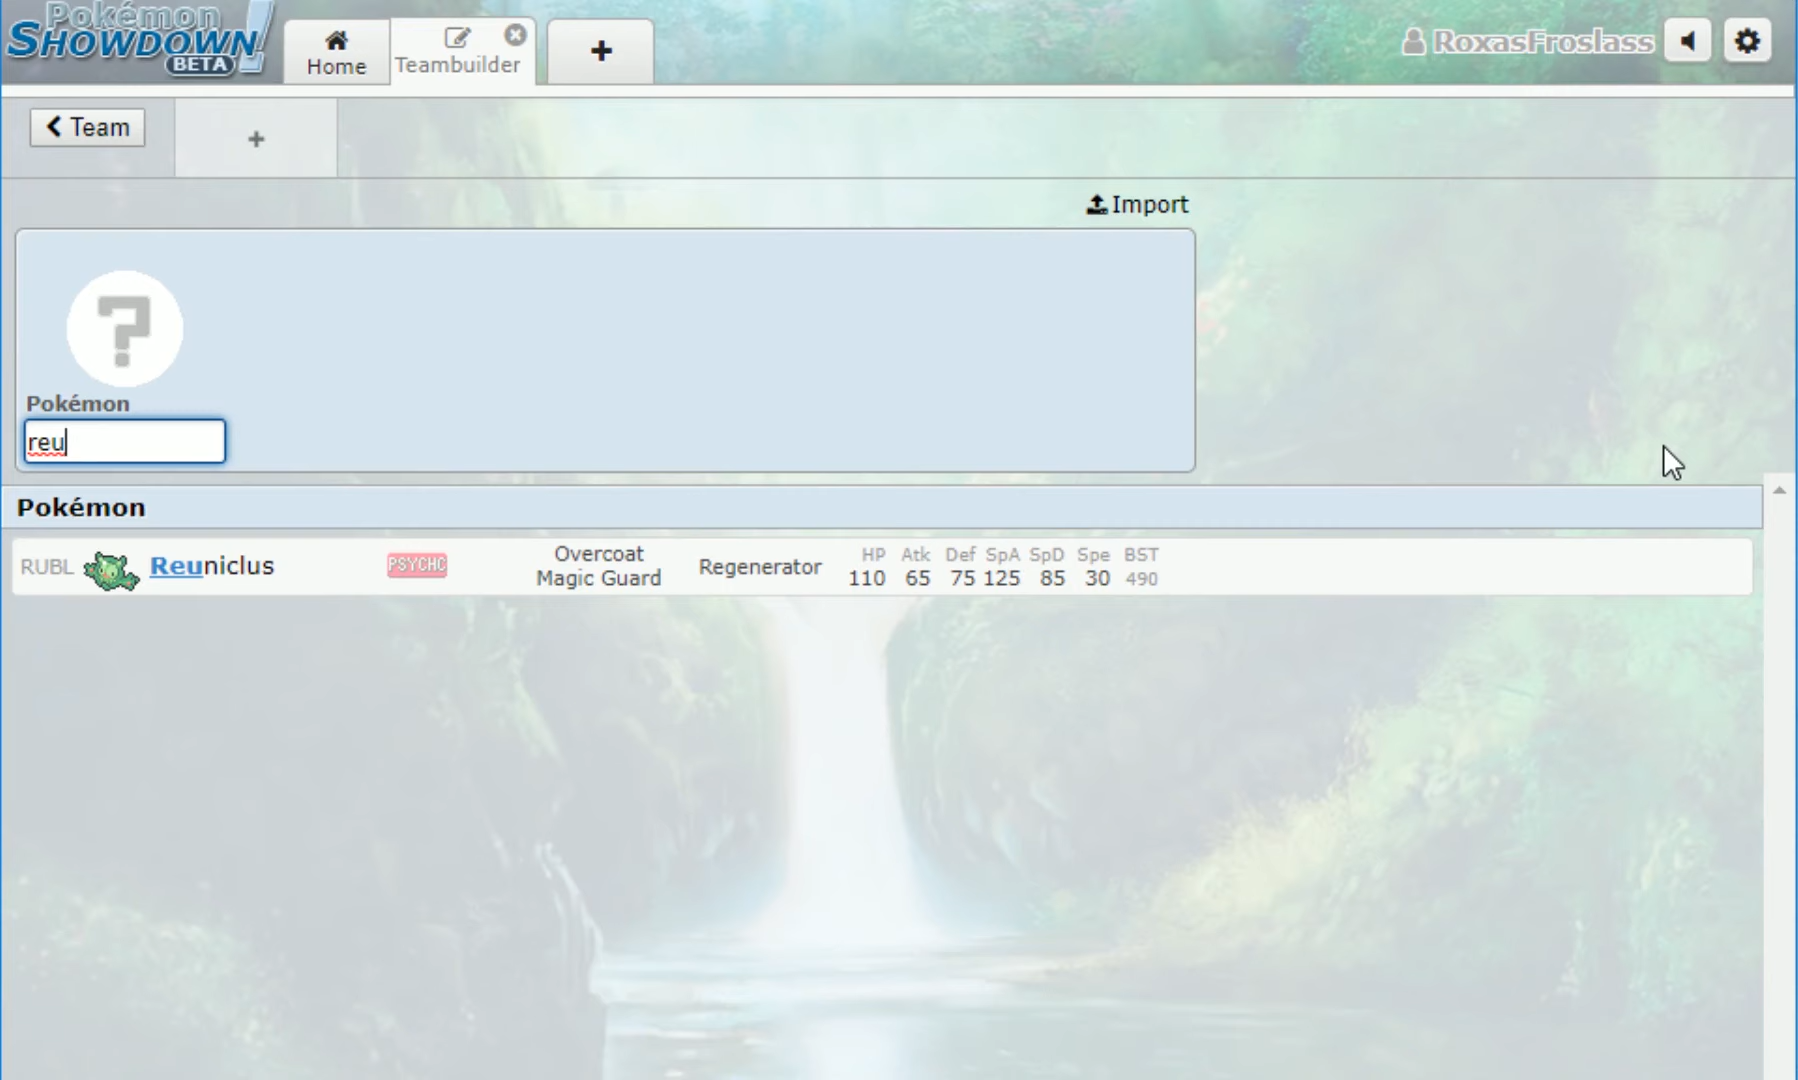 Pokémon
SHOWDOWN!
BETA
Home
Teambuilder
+
RoxasFroslass
Team
+
Import
?
Pokémon
reu
Pokémon
RUBL Reuniclus PSYCHC Overcoat Magic Guard Regenerator HP 110 Atk 65 Def 75 SpA 125 SpD 85 Spe 30 BST 490